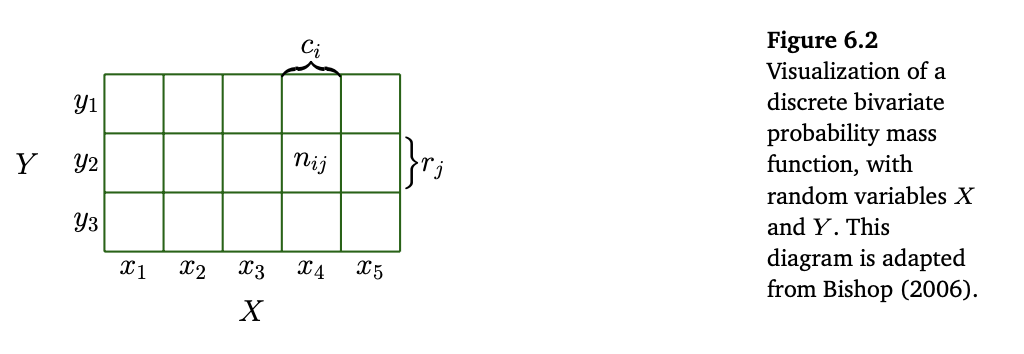 c_i
y_1
Y y_2 n_{ij} r_j
y_3
x_1 x_2 x_3 x_4 x_5
X
Figure 6.2
Visualization of a
discrete bivariate
probability mass
function, with
random variables X
and Y. This
diagram is adapted
from Bishop (2006).